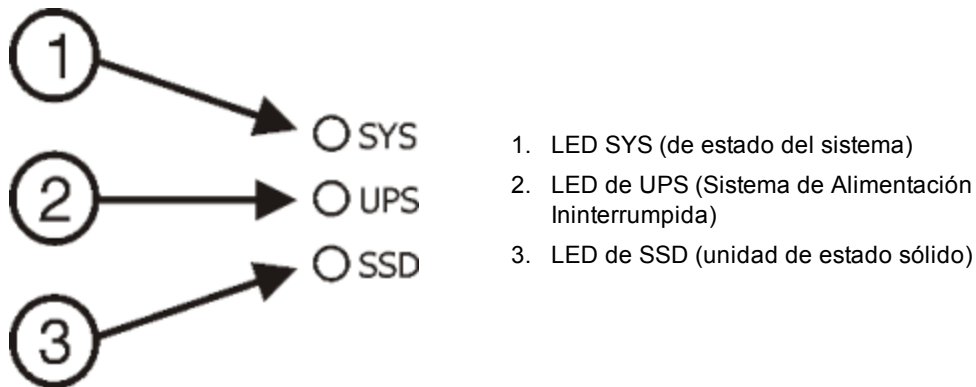 1
SYS
2
UPS
3
SSD
1. LED SYS (de estado del sistema)
2. LED de UPS (Sistema de Alimentación
Ininterrumpida)
3. LED de SSD (unidad de estado sólido)